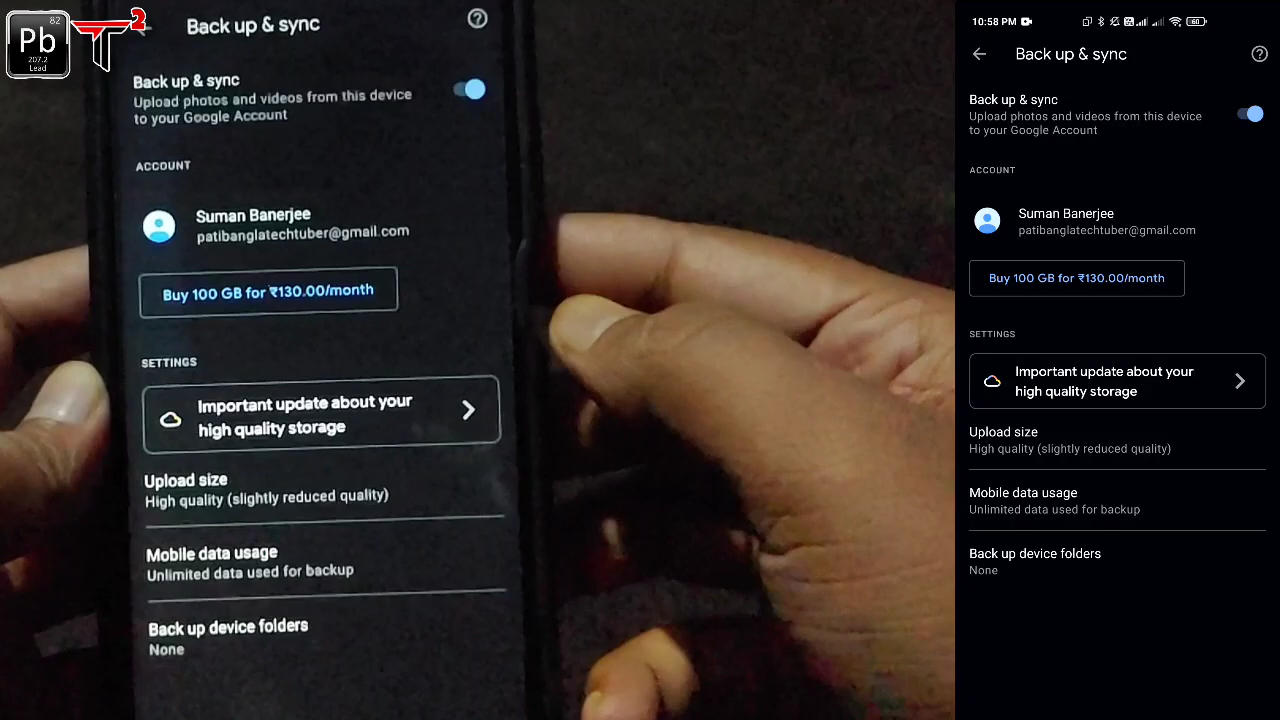 82
Pb
207.2
Lead
T2
Back up & sync
Back up & sync
Upload photos and videos from this device
to your Google Account
ACCOUNT
Suman Banerjee
patibanglatechtuber@gmail.com
Buy 100 GB for ₹130.00/month
SETTINGS
Important update about your
high quality storage
Upload size
High quality (slightly reduced quality)
Mobile data usage
Unlimited data used for backup
Back up device folders
None
10:58 PM
60
Back up & sync
Back up & sync
Upload photos and videos from this device
to your Google Account
ACCOUNT
Suman Banerjee
patibanglatechtuber@gmail.com
Buy 100 GB for ₹130.00/month
SETTINGS
Important update about your
high quality storage
Upload size
High quality (slightly reduced quality)
Mobile data usage
Unlimited data used for backup
Back up device folders
None